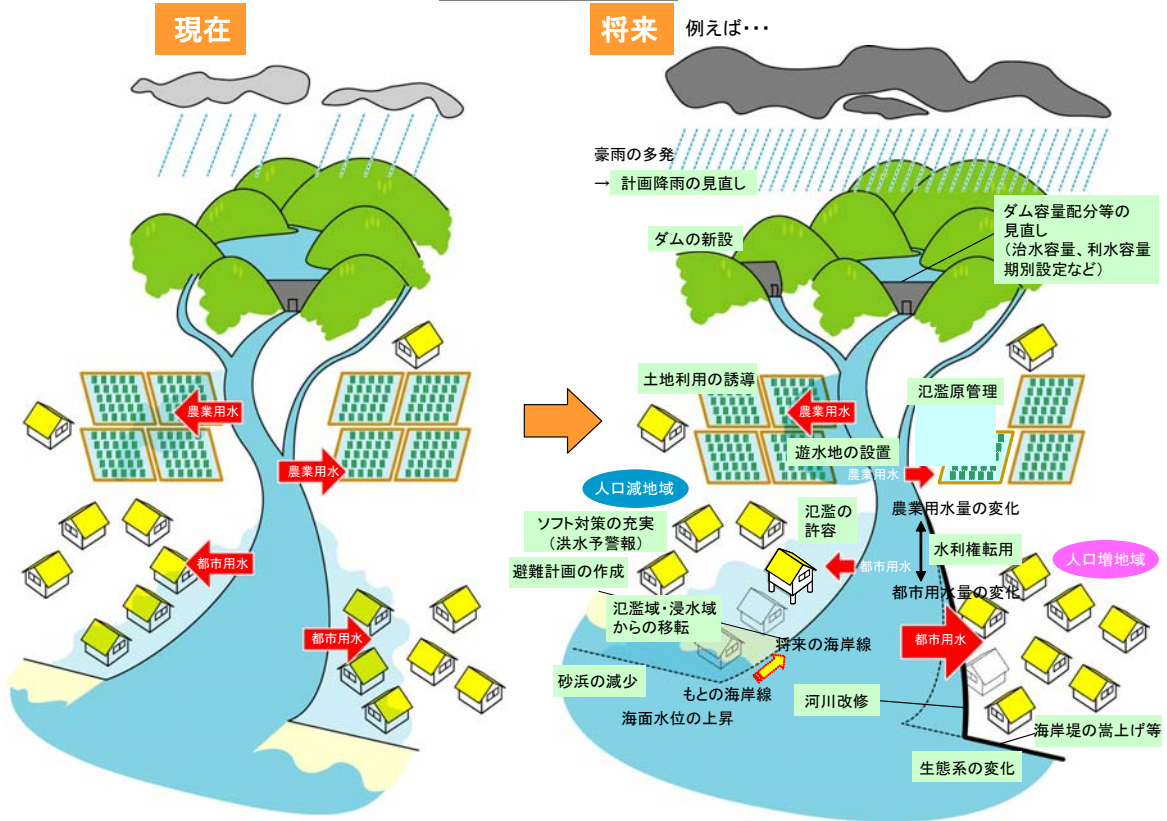 現在
将来
例えば・・・
豪雨の多発
→ 計画降雨の見直し
ダムの新設
ダム容量配分等の
見直し
（治水容量、利水容量
期別設定など）
農業用水
農業用水
都市用水
都市用水
土地利用の誘導
農業用水
氾濫原管理
遊水地の設置
農業用水
人口減地域
ソフト対策の充実
（洪水予警報）
避難計画の作成
氾濫の
許容
都市用水
農業用水量の変化
水利権転用
都市用水量の変化
人口増地域
都市用水
氾濫域・浸水域
からの移転
将来の海岸線
砂浜の減少
もとの海岸線
海面水位の上昇
河川改修
海岸堤の嵩上げ等
生態系の変化